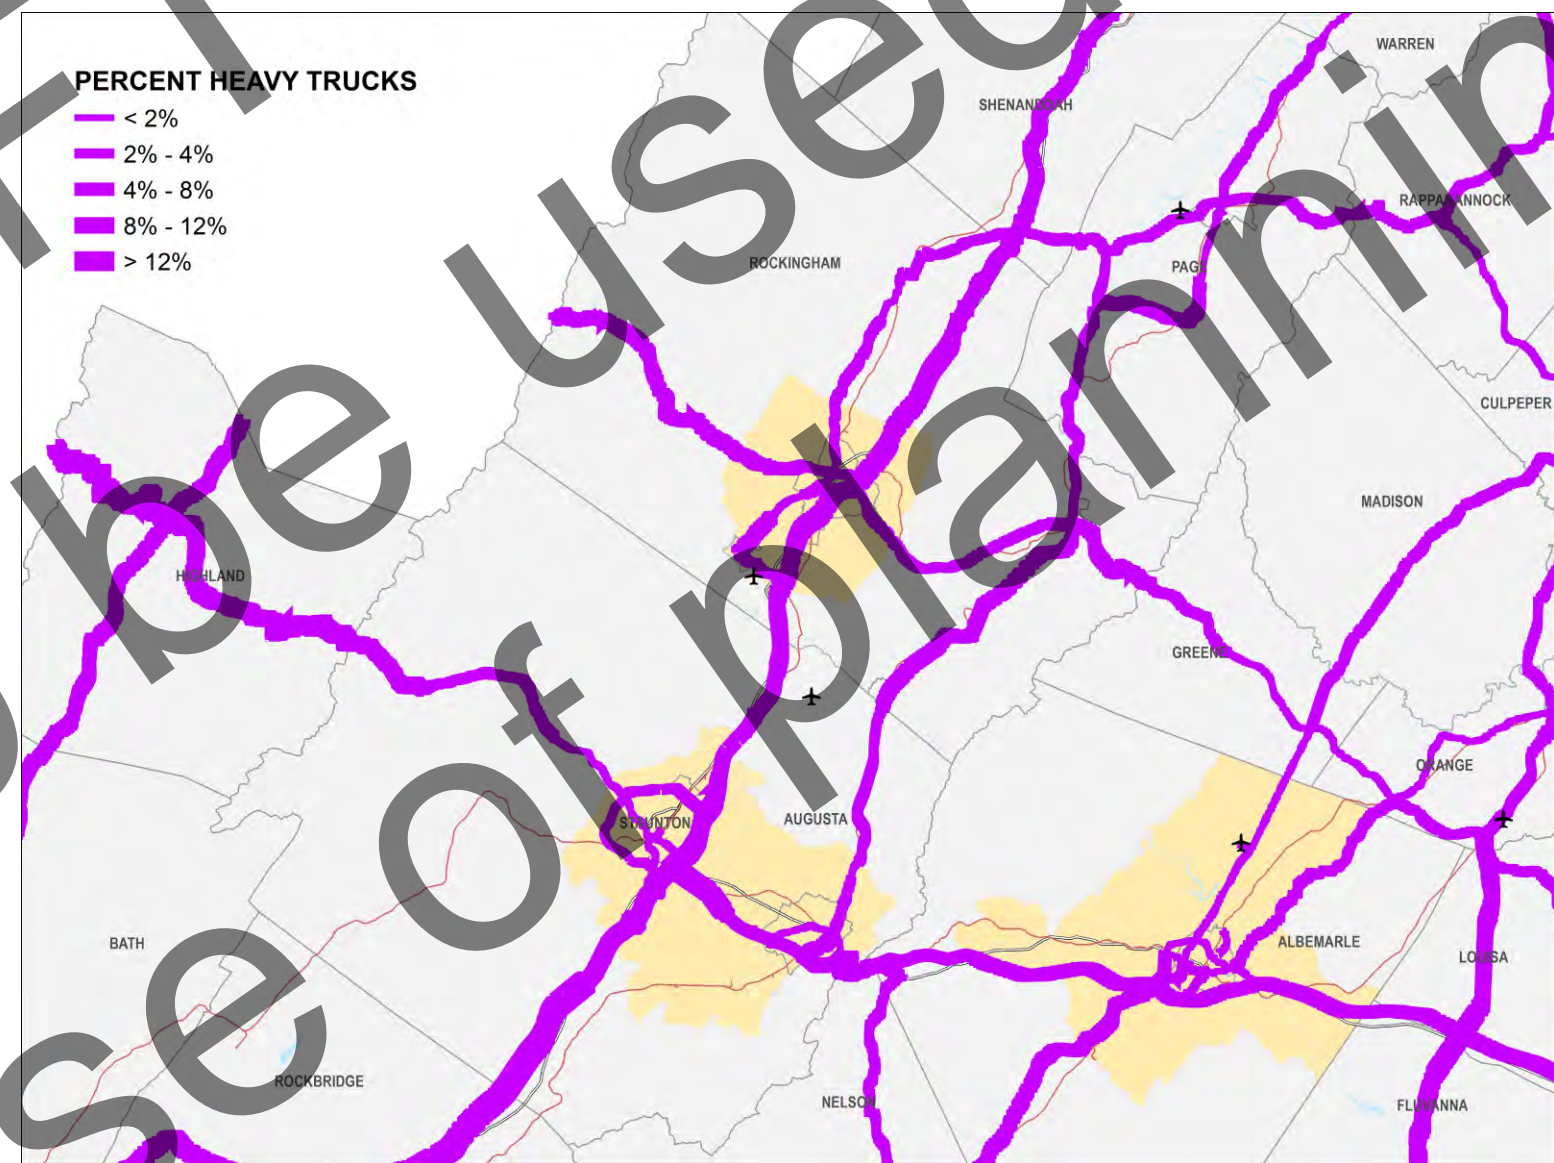 PERCENT HEAVY TRUCKS
< 2%
2% - 4%
4% - 8%
8% - 12%
> 12%
WARREN
SHENANDOAH
RAPPAHANNOCK
ROCKINGHAM
PAGE
CULPEPER
MADISON
HIGHLAND
GREENE
ORANGE
STAUNTON
AUGUSTA
BATH
ALBEMARLE
LOUISA
ROCKBRIDGE
NELSON
FLUVANNA
be used
se of plannin